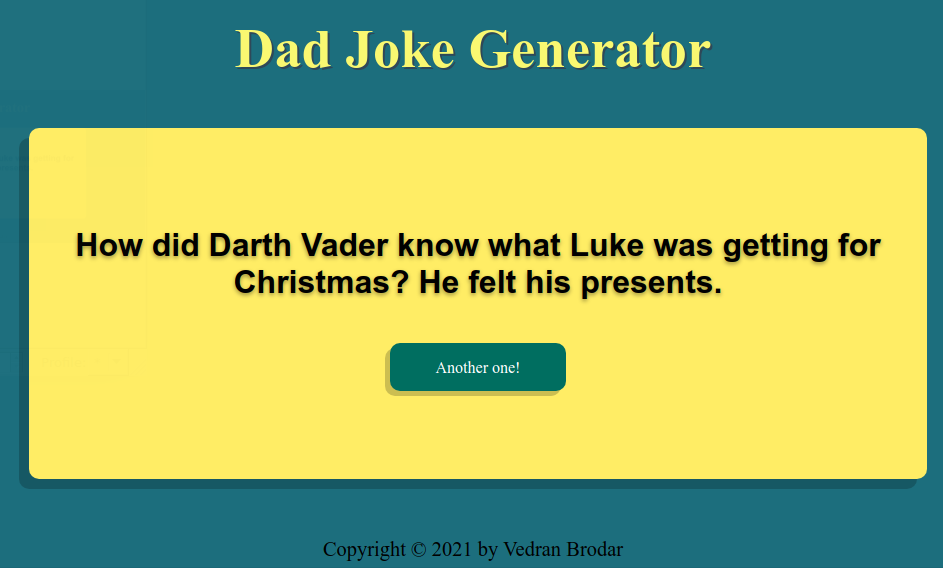 Dad Joke Generator
How did Darth Vader know what Luke was getting for
Christmas? He felt his presents.
Another one!
Copyright © 2021 by Vedran Brodar